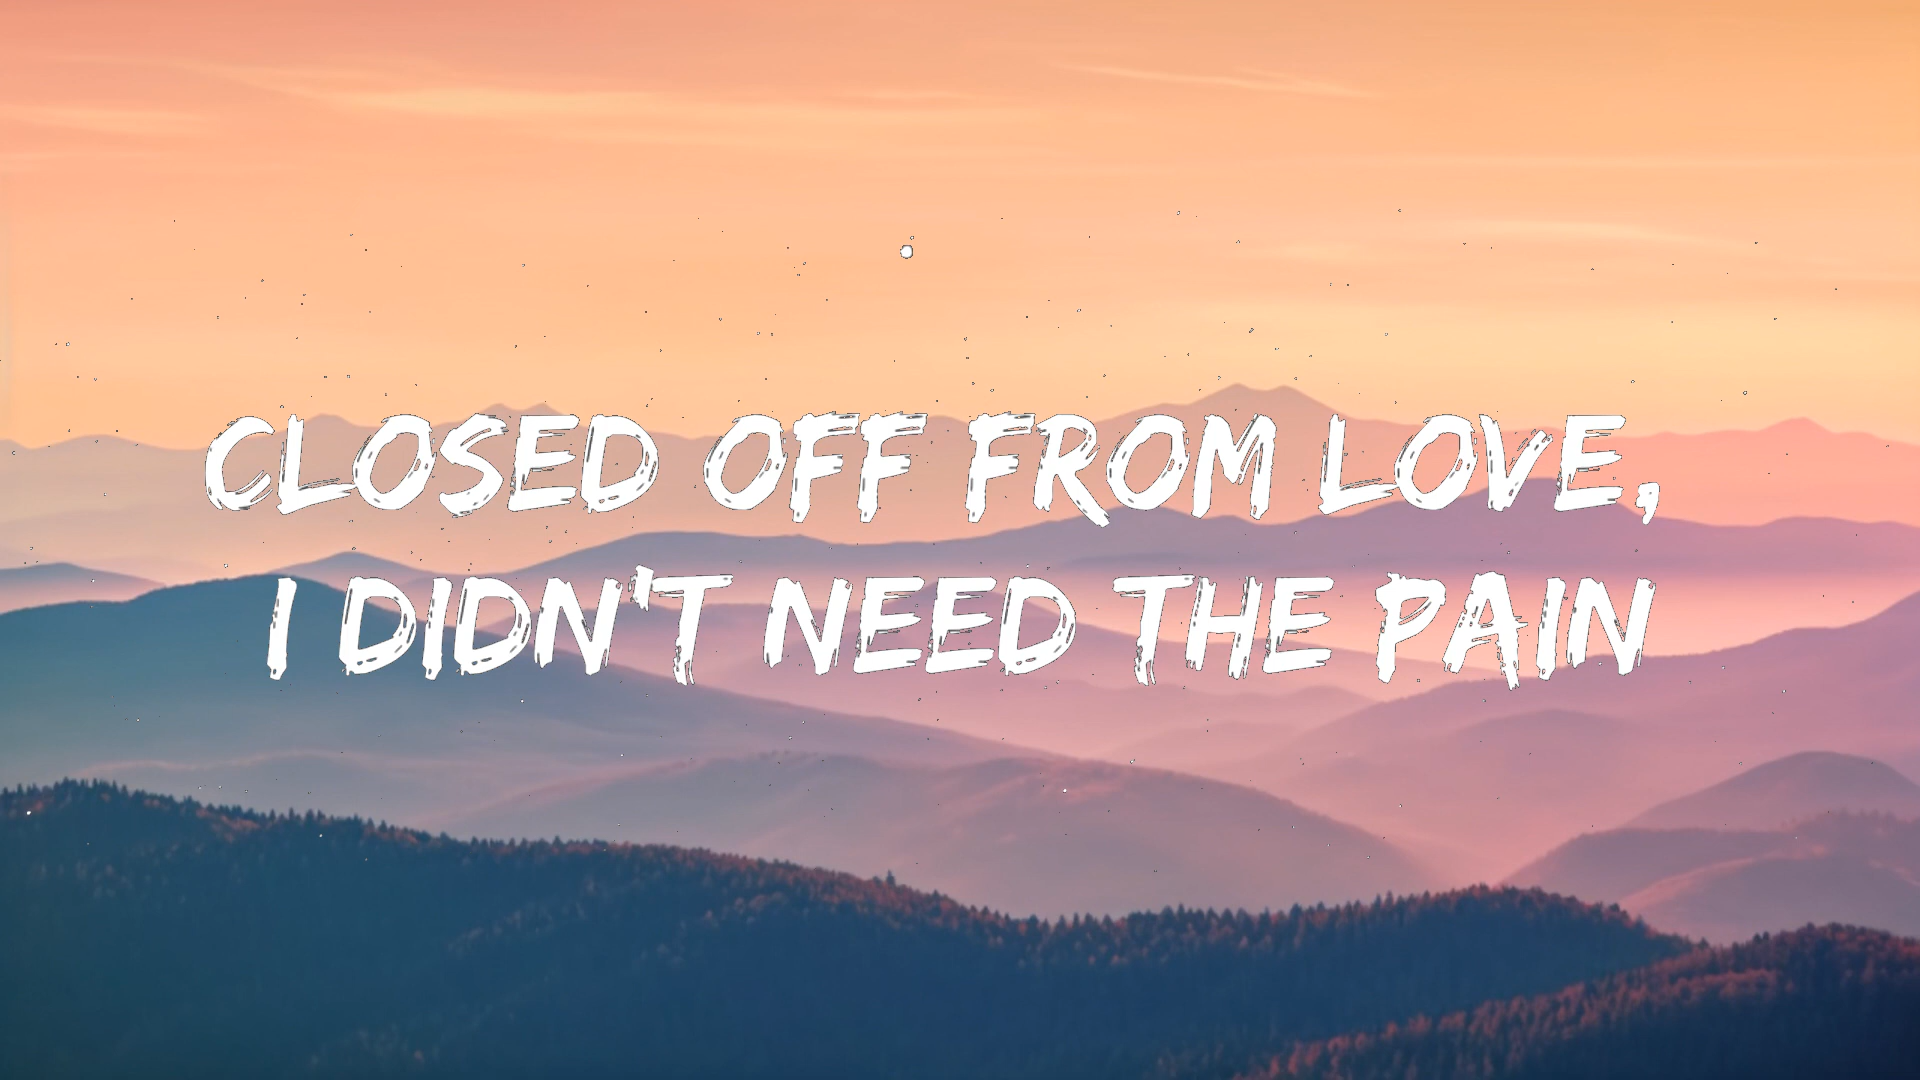 CLOSED OFF FROM LOVE,
I DIDN'T NEED THE PAIN